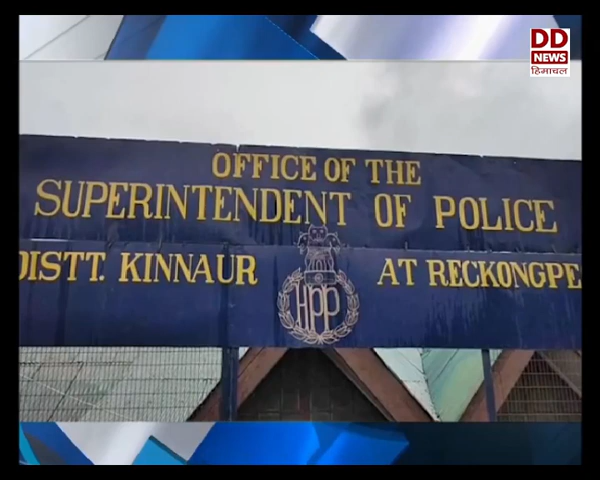 DD
NEWS
हिमाचल
OFFICE OF THE
SUPERINTENDENT OF POLICE
DISTT. KINNAUR AT RECKONGPE
HPP